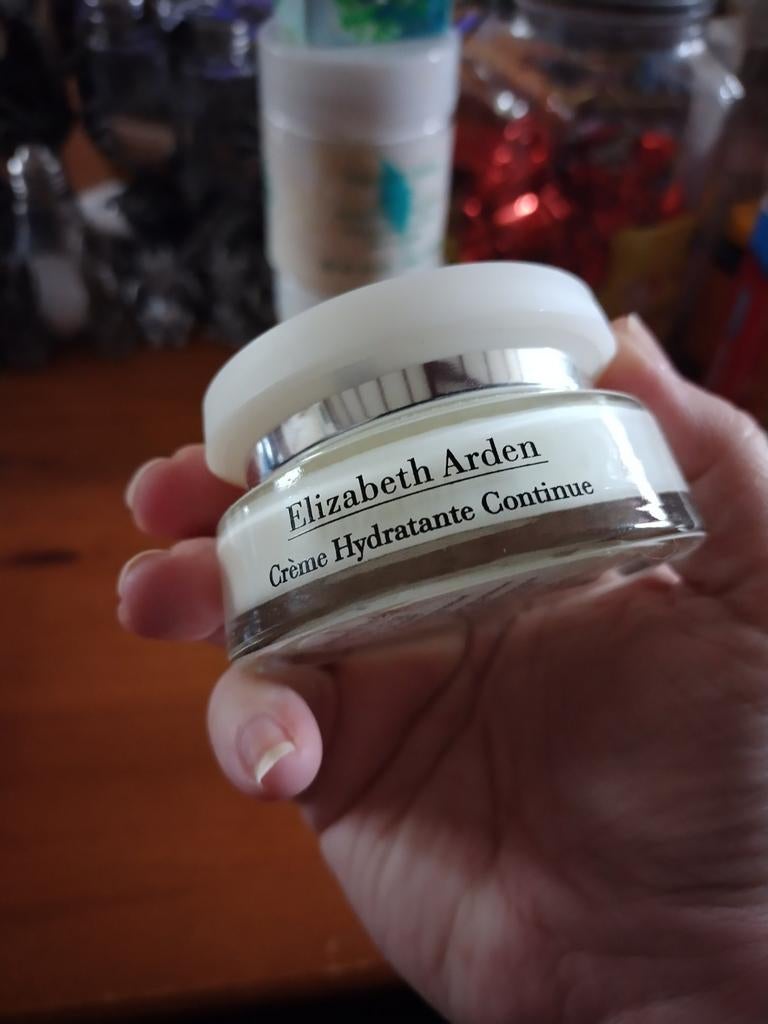 Elizabeth Arden
Crème Hydratante Continue